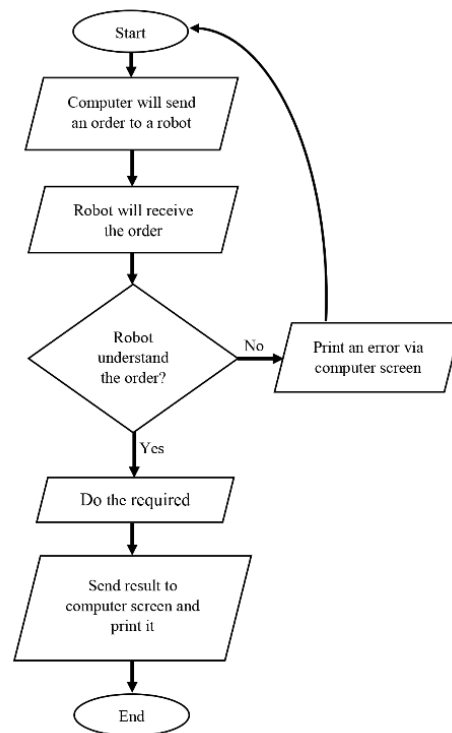 Start
Computer will send
an order to a robot
Robot will receive
the order
Robot
understand
the order?
No
Print an error via
computer screen
Yes
Do the required
Send result to
computer screen and
print it
End